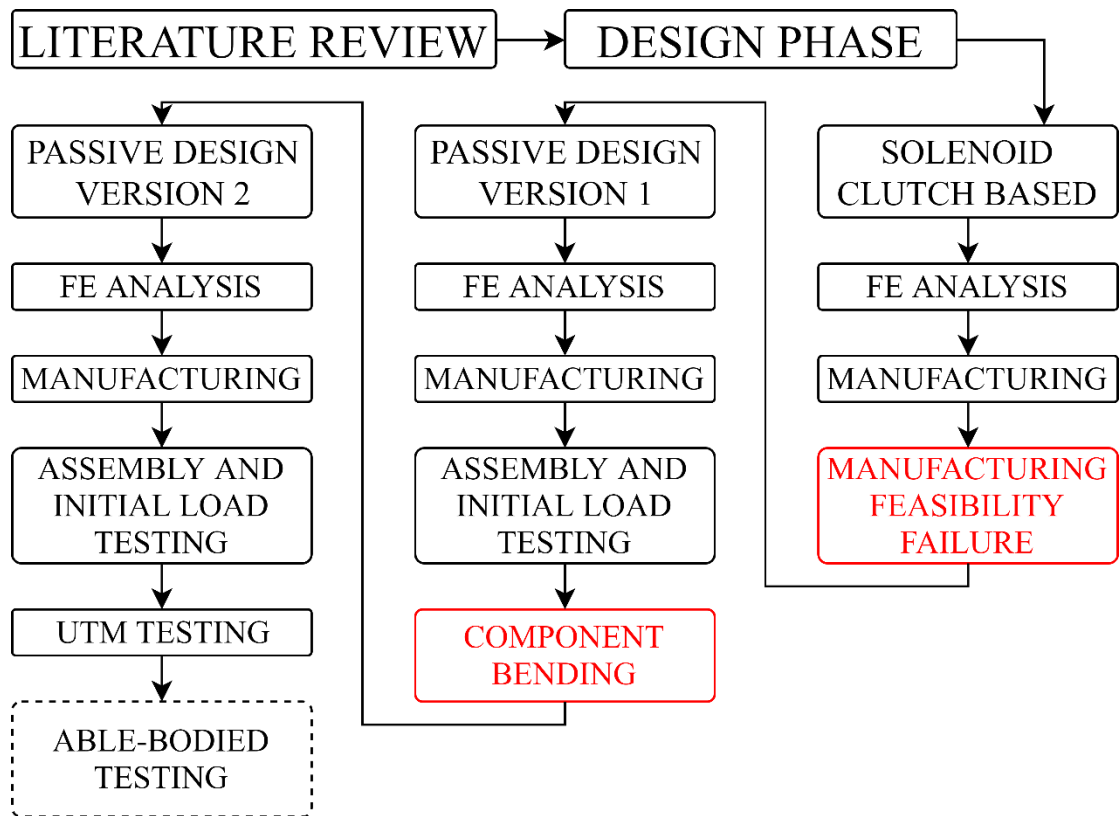 LITERATURE REVIEW
DESIGN PHASE
PASSIVE DESIGN
VERSION 2
FE ANALYSIS
MANUFACTURING
ASSEMBLY AND
INITIAL LOAD
TESTING
UTM TESTING
ABLE-BODIED
TESTING
PASSIVE DESIGN
VERSION 1
FE ANALYSIS
MANUFACTURING
ASSEMBLY AND
INITIAL LOAD
TESTING
COMPONENT
BENDING
SOLENOID
CLUTCH BASED
FE ANALYSIS
MANUFACTURING
MANUFACTURING
FEASIBILITY
FAILURE